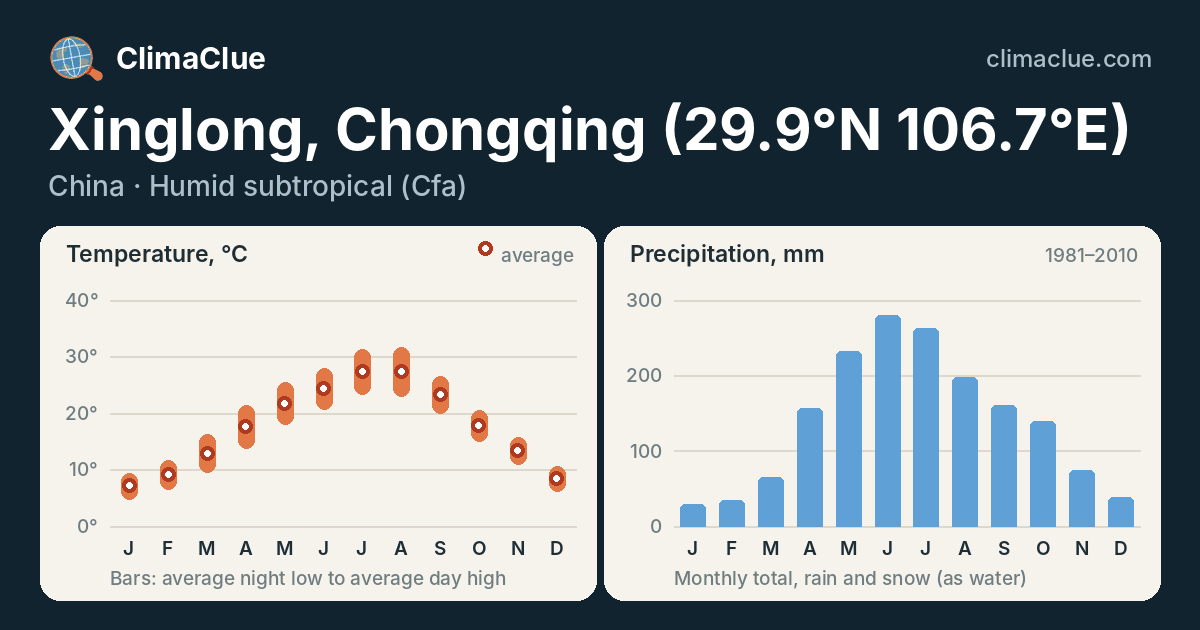 ClimaClue
climaclue.com
Xinglong, Chongqing (29.9°N 106.7°E)
China · Humid subtropical (Cfa)
Temperature, °C
average
40°
30°
20°
10°
0°
J F M A M J J A S O N D
Bars: average night low to average day high
Precipitation, mm
1981–2010
300
200
100
0
J F M A M J J A S O N D
Monthly total, rain and snow (as water)